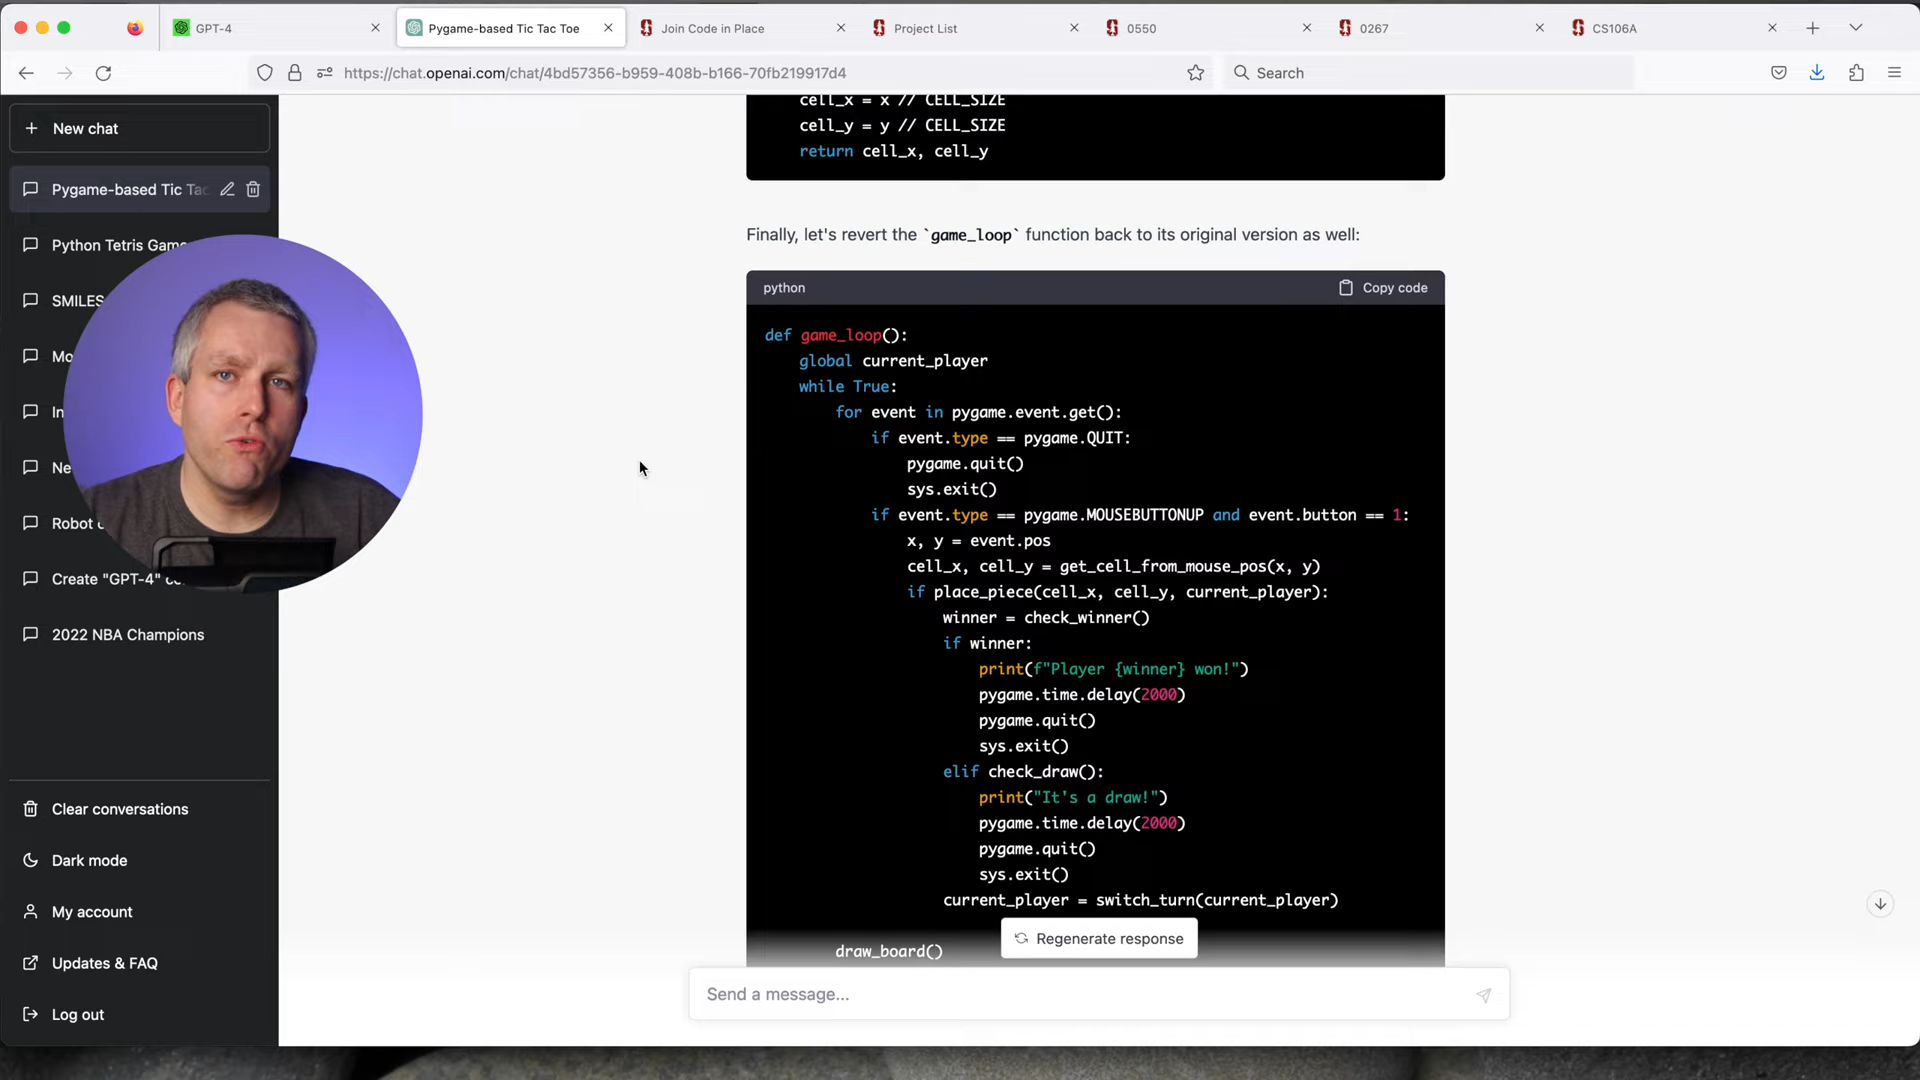 GPT-4
Pygame-based Tic Tac Toe
Join Code in Place
Project List
0550
0267
CS106A
https://chat.openai.com/chat/4bd57356-b959-408b-b166-70fb219917d4
Search
New chat
Pygame-based Tic Tac
Python Tetris Game
SMILES
Mo
In
Ne
Robot
Create "GPT-4"
2022 NBA Champions
Clear conversations
Dark mode
My account
Updates & FAQ
Log out
cell_x = x // CELL_SIZE
cell_y = y // CELL_SIZE
return cell_x, cell_y
Finally, let's revert the `game_loop` function back to its original version as well:
python
Copy code
def game_loop():
global current_player
while True:
for event in pygame.event.get():
if event.type == pygame.QUIT:
pygame.quit()
sys.exit()
if event.type == pygame.MOUSEBUTTONUP and event.button == 1:
x, y = event.pos
cell_x, cell_y = get_cell_from_mouse_pos(x, y)
if place_piece(cell_x, cell_y, current_player):
winner = check_winner()
if winner:
print(f"Player {winner} won!")
pygame.time.delay(2000)
pygame.quit()
sys.exit()
elif check_draw():
print("It's a draw!")
pygame.time.delay(2000)
pygame.quit()
sys.exit()
current_player = switch_turn(current_player)
draw_board()
Regenerate response
Send a message...